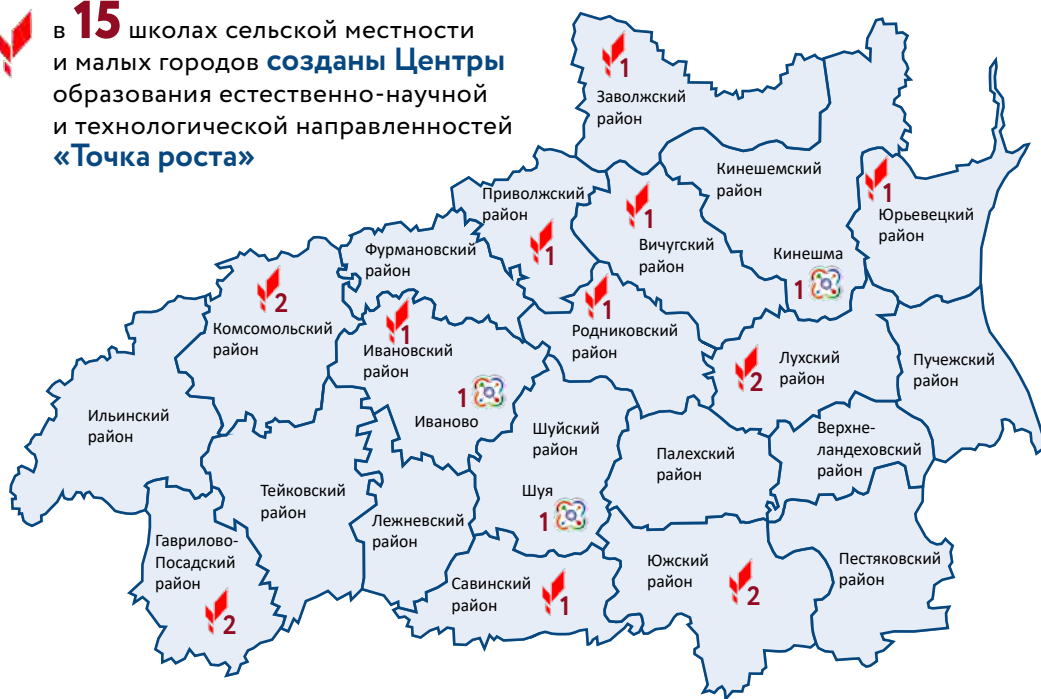 в 15 школах сельской местности
и малых городов созданы Центры
образования естественно-научной
и технологической направленностей
«Точка роста»
1
Заволжский
район
Кинешемский
район
1
Юрьевецкий
район
Приволжский
район
1
1
Вичугский
район
Кинешма
1
Фурмановский
район
2
Комсомольский
район
1
Ивановский
район
1
Иваново
1
Родниковский
район
2
Лухский
район
Пучежский
район
Ильинский
район
Шуйский
район
Шуя
1
Палехский
район
Верхне-
ландеховский
район
Тейковский
район
Лежневский
район
Гаврилово-
Посадский
район
2
Савинский
район
1
Южский
район
2
Пестяковский
район